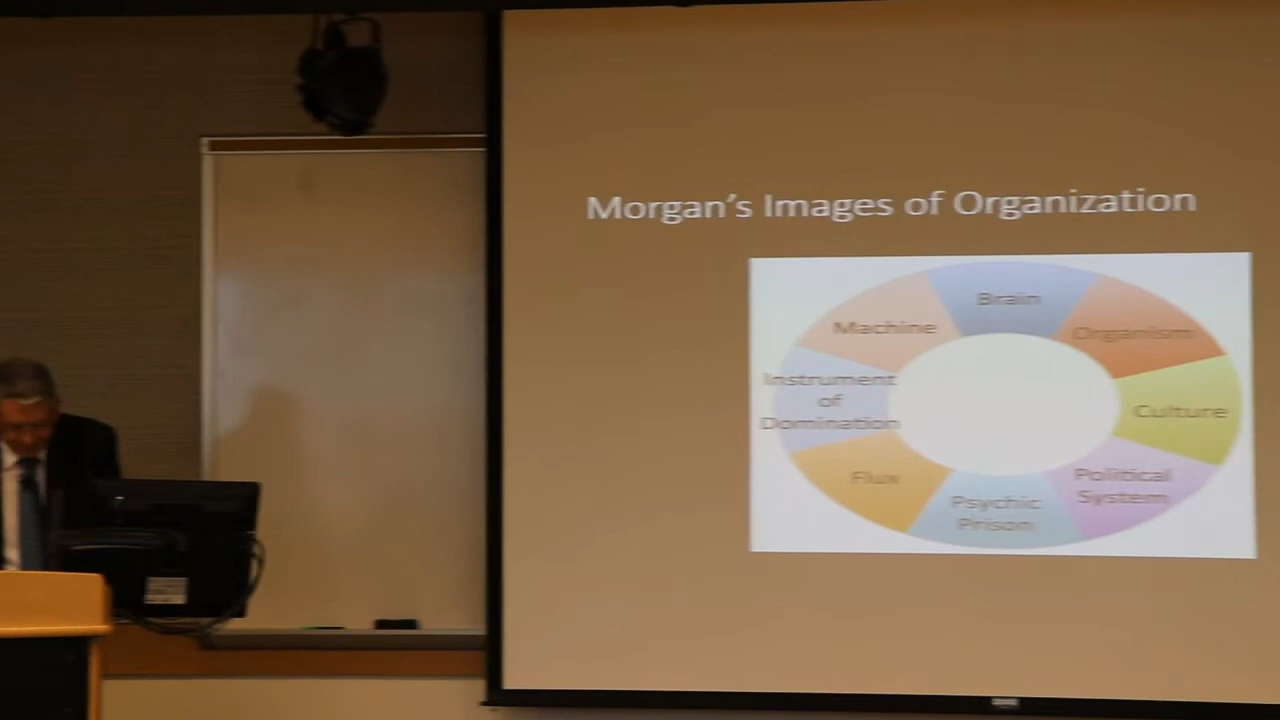 Morgan's Images of Organization
Brain
Machine
Organism
Instrument
of
Domination
Culture
Flux
Political
System
Psychic
Prison